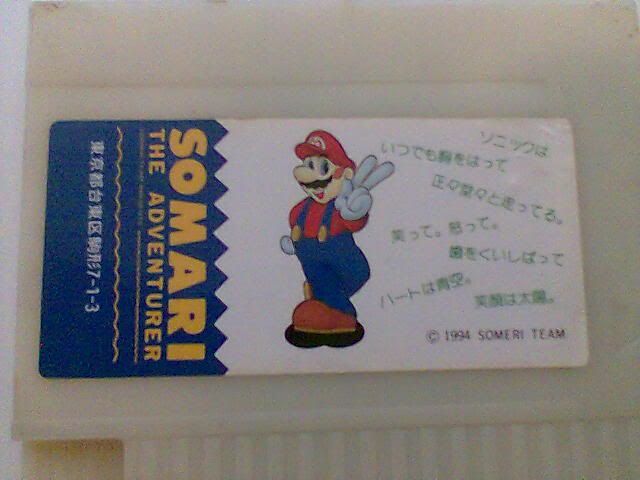 SOMARI
THE ADVENTURER
東京都台東区駒形7-1-3
ソニックは
いつでも胸をはって
正々堂々と走ってる。
笑って。怒って。
歯をくいしばって
ハートは青空。
笑顔は太陽。
© 1994 SOMERI TEAM